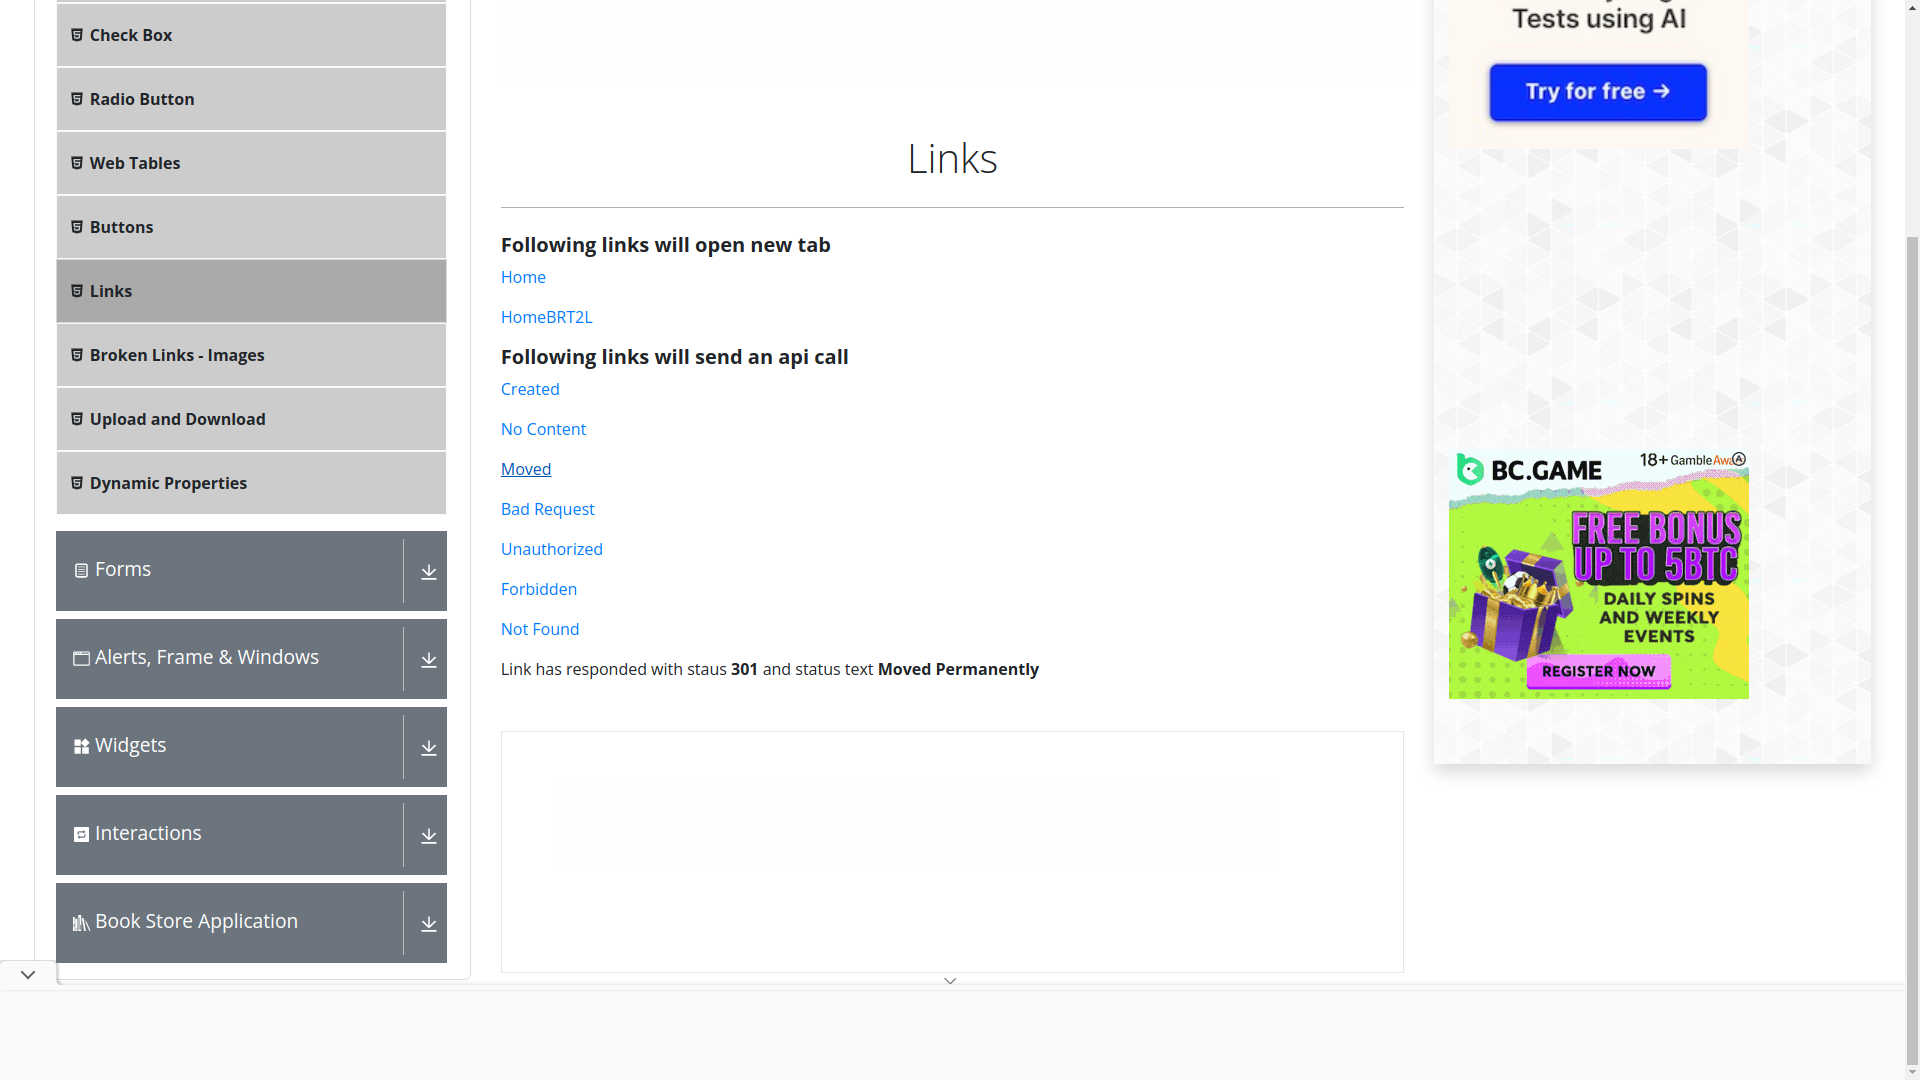 Check Box
Radio Button
Web Tables
Buttons
Links
Broken Links - Images
Upload and Download
Dynamic Properties
Forms
Alerts, Frame & Windows
Widgets
Interactions
Book Store Application
Links
Following links will open new tab
Home
HomeBRT2L
Following links will send an api call
Created
No Content
Moved
Bad Request
Unauthorized
Forbidden
Not Found
Link has responded with staus 301 and status text Moved Permanently
Tests using AI
Try for free →
BC.GAME
18+ Gamble
FREE BONUS
UP TO 5BTC
DAILY SPINS
AND WEEKLY
EVENTS
REGISTER NOW